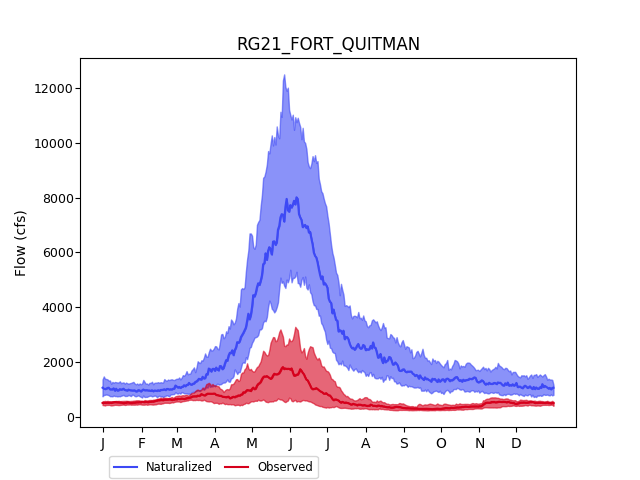 RG21_FORT_QUITMAN
12000
10000
8000
6000
4000
2000
0
Flow (cfs)
J F M A M J J A S O N D
Naturalized Observed